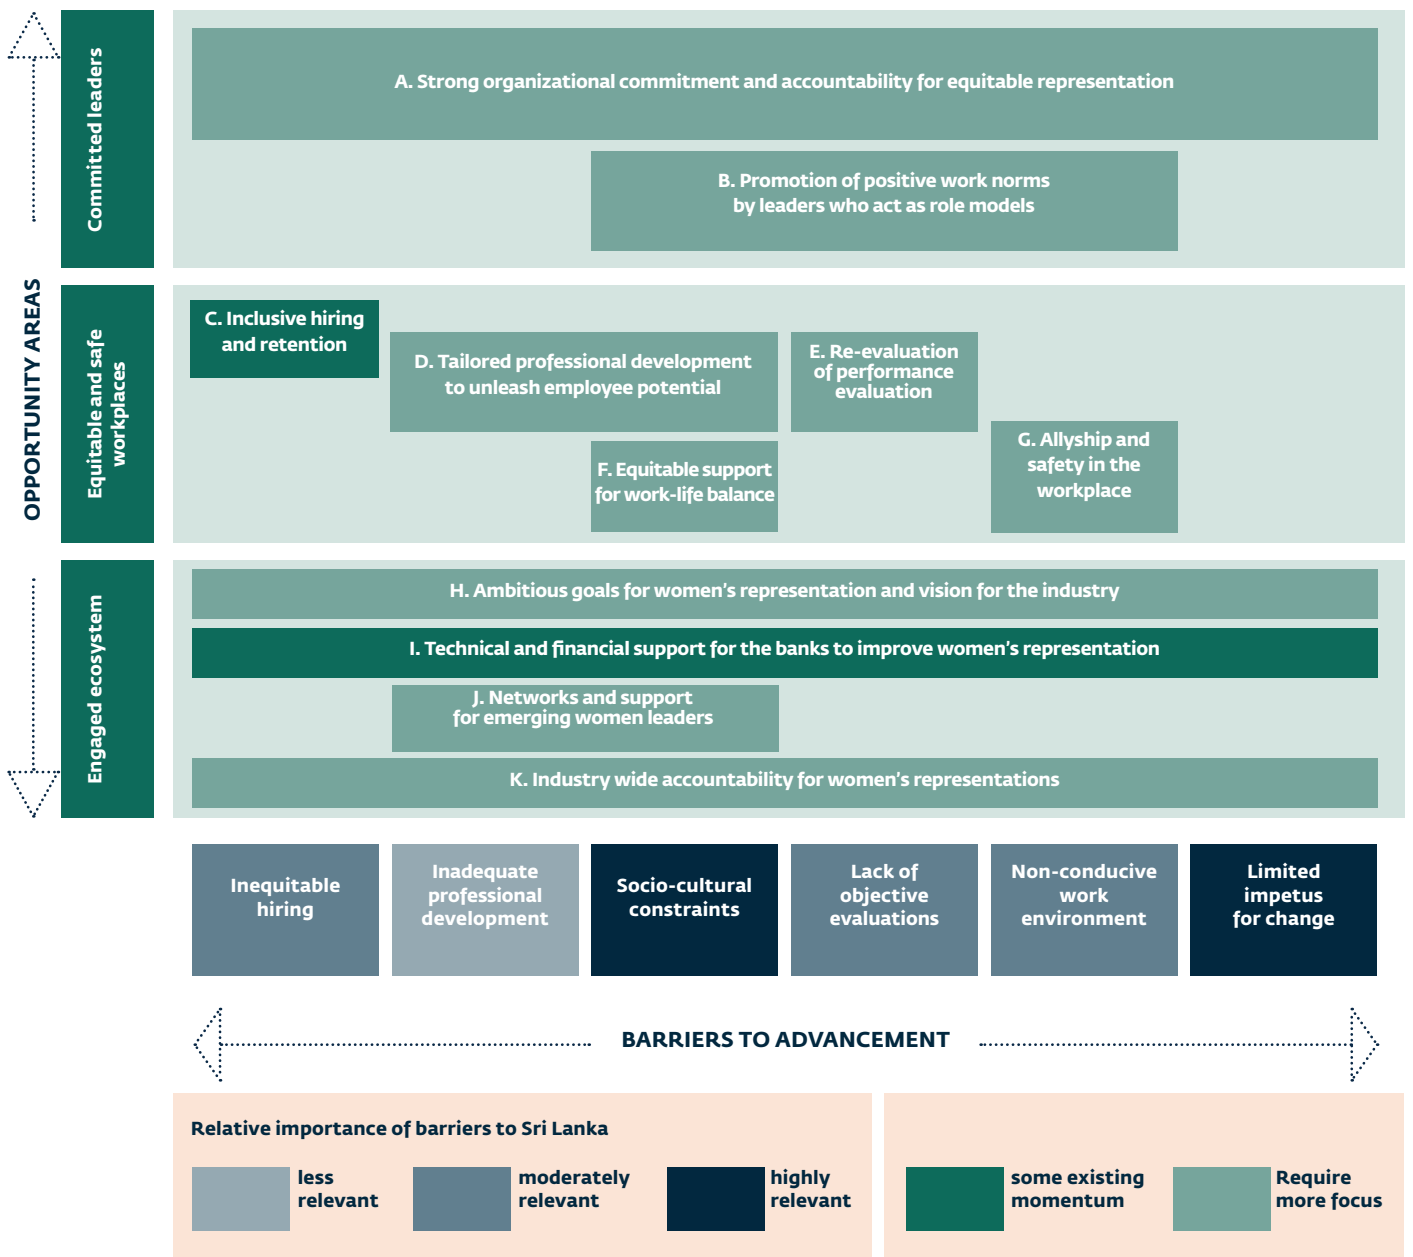 OPPORTUNITY AREAS
Committed leaders
A. Strong organizational commitment and accountability for equitable representation
B. Promotion of positive work norms
by leaders who act as role models
Equitable and safe
workplaces
C. Inclusive hiring
and retention
D. Tailored professional development
to unleash employee potential
E. Re-evaluation
of performance
evaluation
F. Equitable support
for work-life balance
G. Allyship and
safety in the
workplace
Engaged ecosystem
H. Ambitious goals for women’s representation and vision for the industry
I. Technical and financial support for the banks to improve women’s representation
J. Networks and support
for emerging women leaders
K. Industry wide accountability for women’s representations
Inequitable
hiring
Inadequate
professional
development
Socio-cultural
constraints
Lack of
objective
evaluations
Non-conducive
work
environment
Limited
impetus
for change
BARRIERS TO ADVANCEMENT
Relative importance of barriers to Sri Lanka
less
relevant
moderately
relevant
highly
relevant
some existing
momentum
Require
more focus